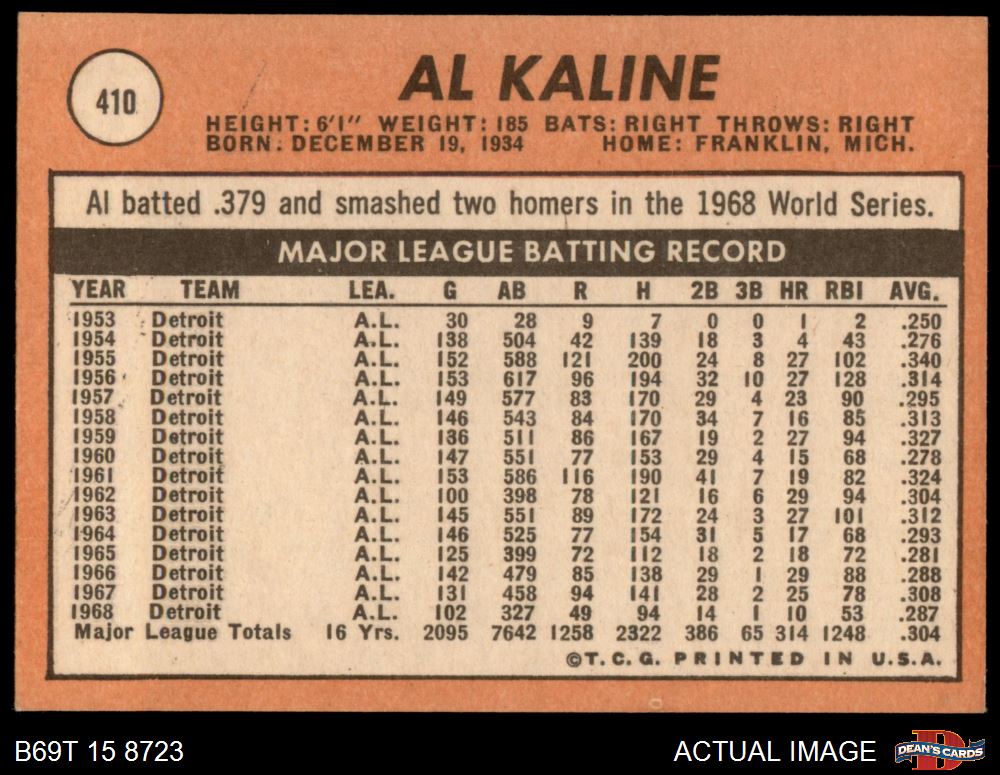 410
AL KALINE
HEIGHT: 6'1" WEIGHT: 185 BATS: RIGHT THROWS: RIGHT
BORN: DECEMBER 19, 1934 HOME: FRANKLIN, MICH.
Al batted .379 and smashed two homers in the 1968 World Series.
MAJOR LEAGUE BATTING RECORD
YEAR TEAM LEA. G AB R H 2B 3B HR RBI AVG.
1953 Detroit A.L. 30 28 9 7 0 0 1 2 .250
1954 Detroit A.L. 138 504 42 139 18 3 4 43 .276
1955 Detroit A.L. 152 588 121 200 24 8 27 102 .340
1956 Detroit A.L. 153 617 96 194 32 10 27 128 .314
1957 Detroit A.L. 149 577 83 170 29 4 23 90 .295
1958 Detroit A.L. 146 543 84 170 34 7 16 85 .313
1959 Detroit A.L. 136 511 86 167 19 2 27 94 .327
1960 Detroit A.L. 147 551 77 153 29 4 15 68 .278
1961 Detroit A.L. 153 586 116 190 41 7 19 82 .324
1962 Detroit A.L. 100 398 78 121 16 6 29 94 .304
1963 Detroit A.L. 145 551 89 172 24 3 27 101 .312
1964 Detroit A.L. 146 525 77 154 31 5 17 68 .293
1965 Detroit A.L. 125 399 72 112 18 2 18 72 .281
1966 Detroit A.L. 142 479 85 138 29 1 29 88 .288
1967 Detroit A.L. 131 458 94 141 28 2 25 78 .308
1968 Detroit A.L. 102 327 49 94 14 1 10 53 .287
Major League Totals 16 Yrs. 2095 7642 1258 2322 386 65 314 1248 .304
©T.C.G. PRINTED IN U.S.A.
B69T 15 8723
ACTUAL IMAGE
DEAN'S CARDS